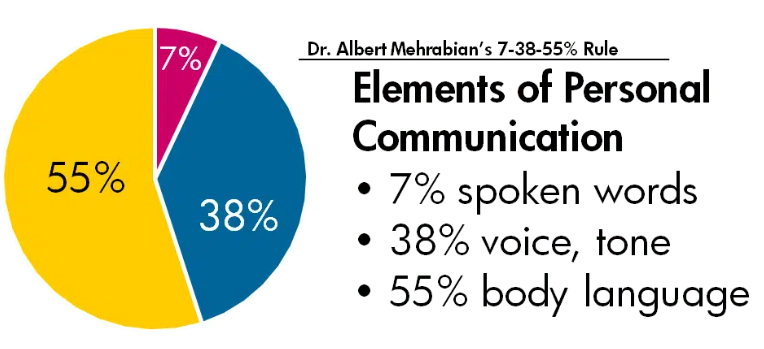 7%
38%
55%
Dr. Albert Mehrabian's 7-38-55% Rule
Elements of Personal
Communication
• 7% spoken words
• 38% voice, tone
• 55% body language